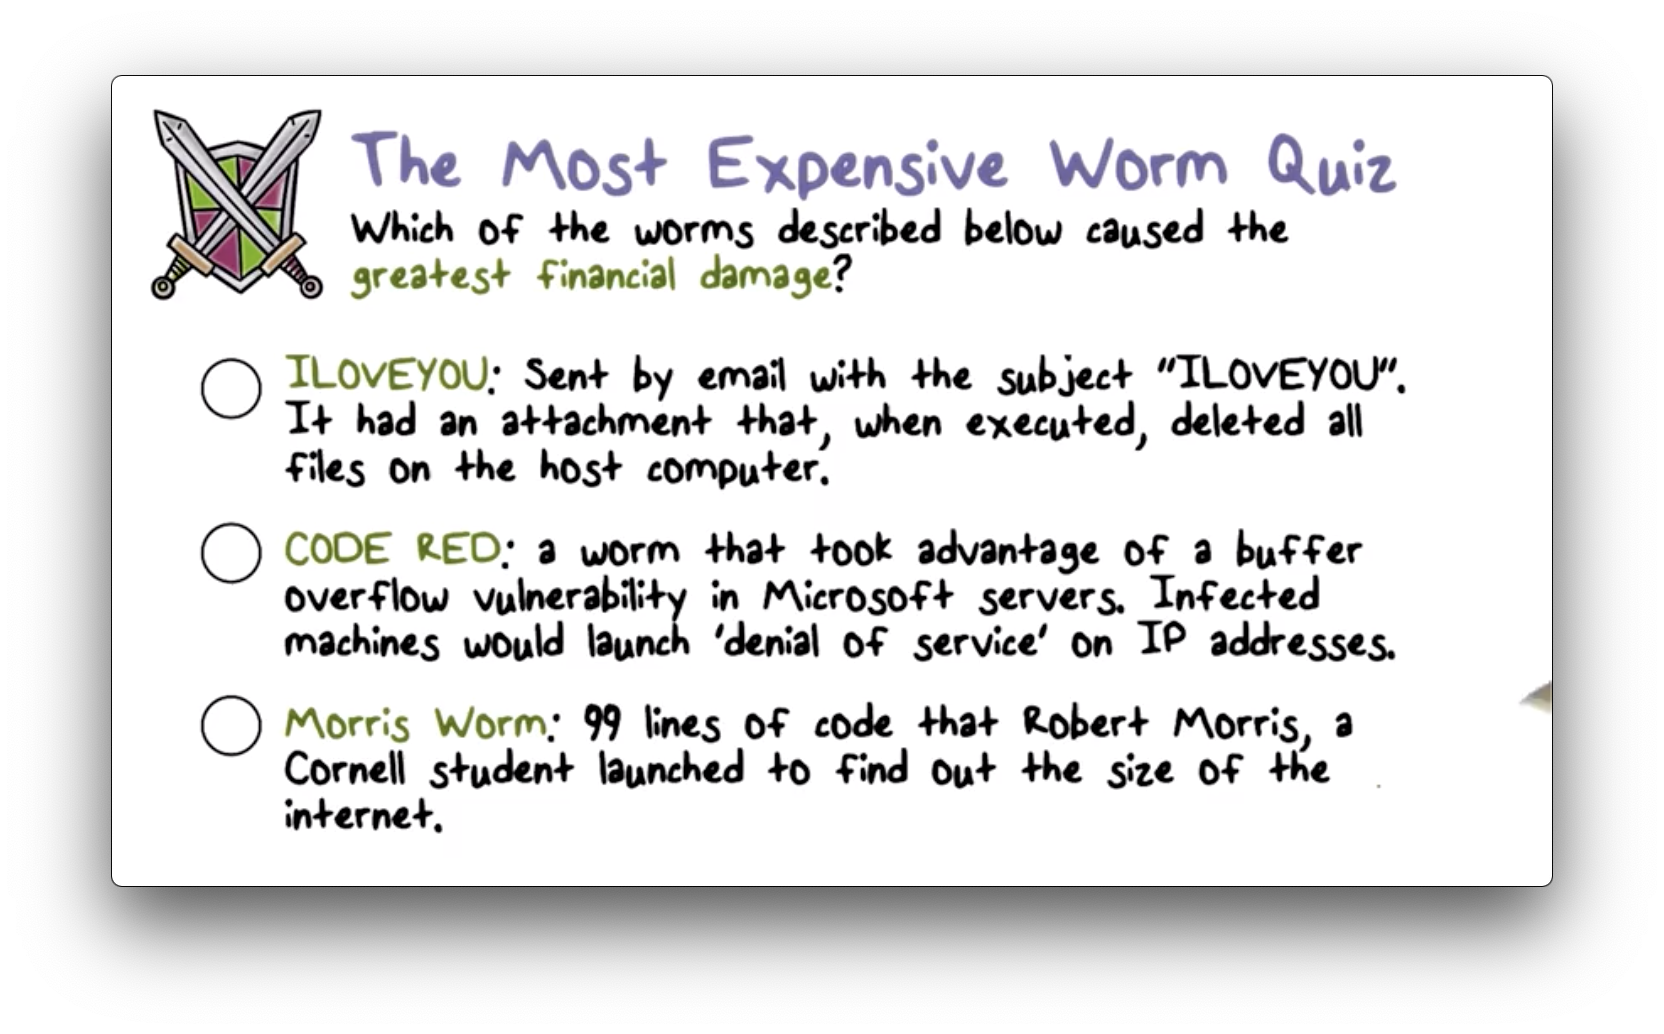 The Most Expensive Worm Quiz
Which of the worms described below caused the
greatest financial damage?
ILOVEYOU: Sent by email with the subject "ILOVEYOU".
It had an attachment that, when executed, deleted all
files on the host computer.
CODE RED: a worm that took advantage of a buffer
overflow vulnerability in Microsoft servers. Infected
machines would launch 'denial of service' on IP addresses.
Morris Worm: 99 lines of code that Robert Morris, a
Cornell student launched to find out the size of the
internet.